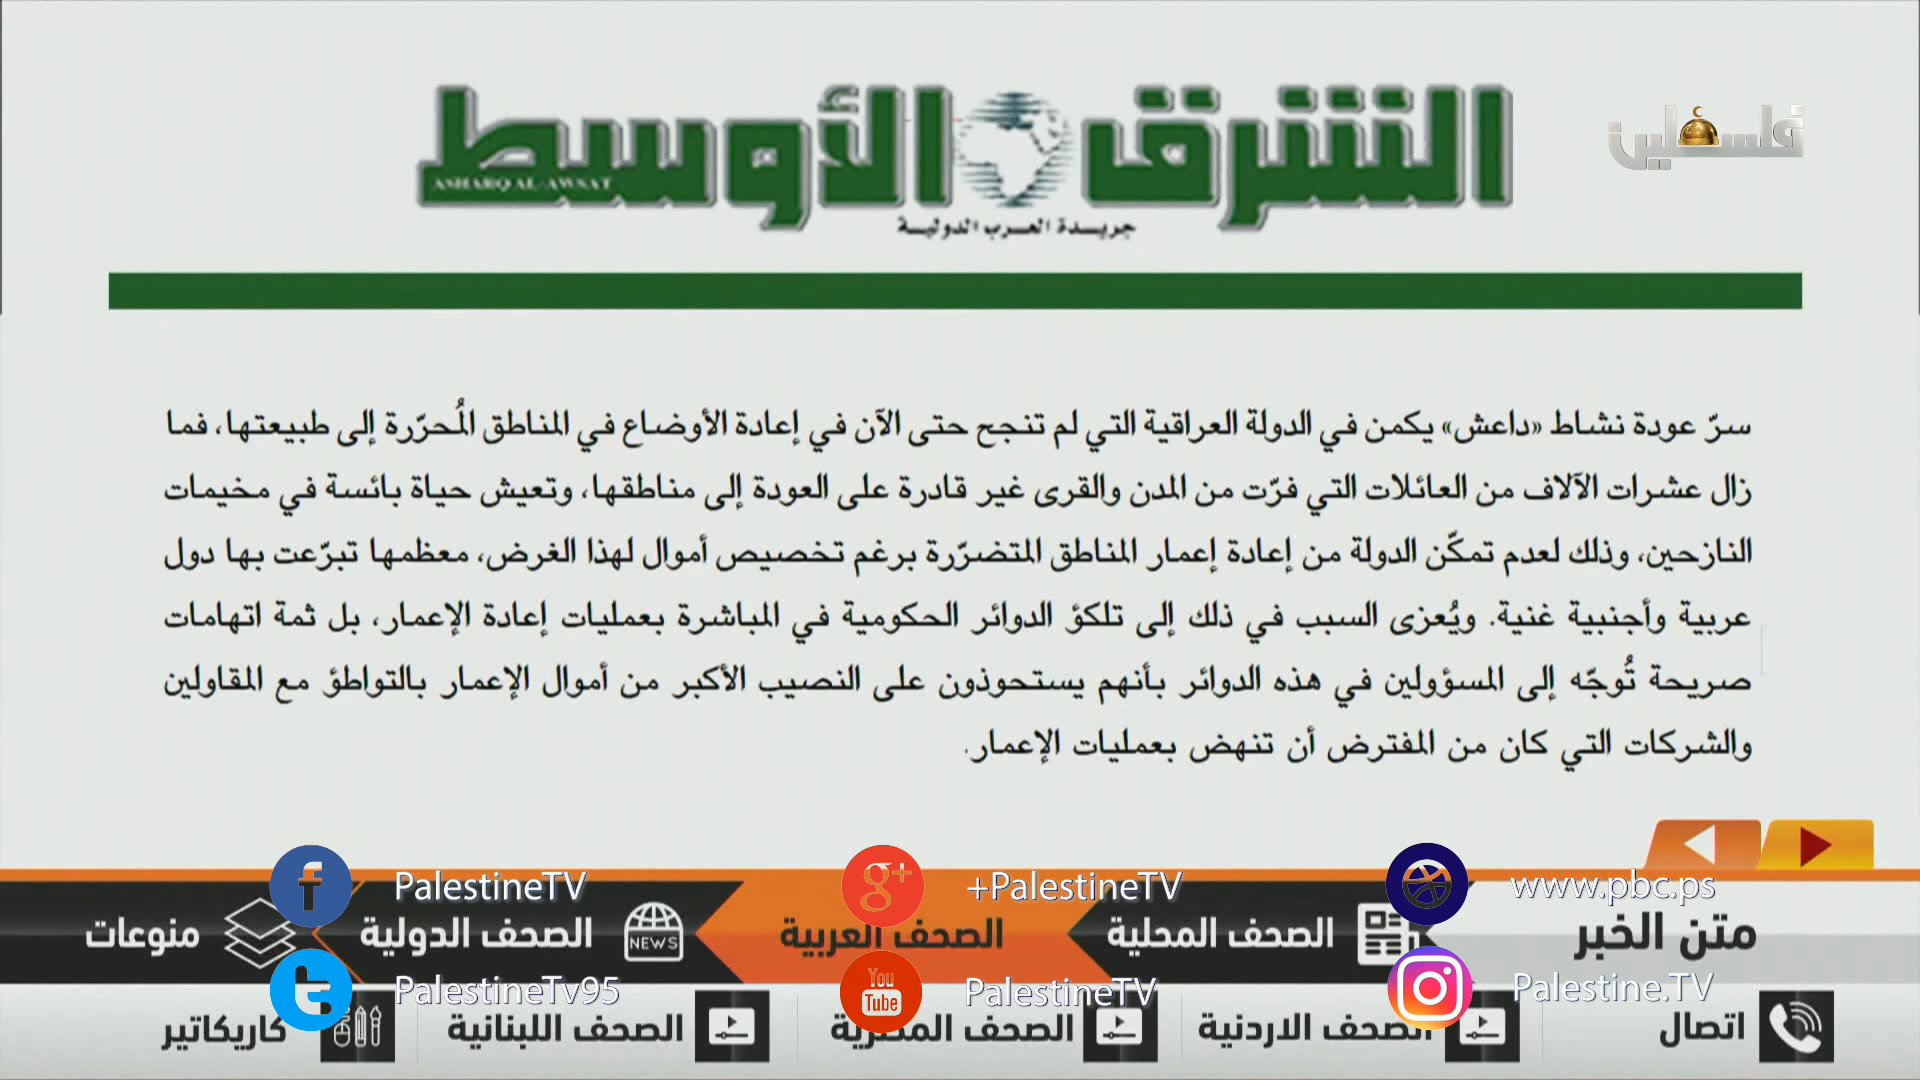 الشرق الأوسط
ASHARQ AL-AWSAT
جريدة العرب الدولية
فلسطين
سرّ عودة نشاط «داعش» يكمن في الدولة العراقية التي لم تنجح حتى الآن في إعادة الأوضاع في المناطق المُحرّرة إلى طبيعتها، فما
زال عشرات الآلاف من العائلات التي فرّت من المدن والقرى غير قادرة على العودة إلى مناطقها، وتعيش حياة بائسة في مخيمات
النازحين، وذلك لعدم تمكّن الدولة من إعادة إعمار المناطق المتضرّرة برغم تخصيص أموال لهذا الغرض، معظمها تبرّعت بها دول
عربية وأجنبية غنية. ويُعزى السبب في ذلك إلى تلكؤ الدوائر الحكومية في المباشرة بعمليات إعادة الإعمار، بل ثمة اتهامات
صريحة تُوجّه إلى المسؤولين في هذه الدوائر بأنهم يستحوذون على النصيب الأكبر من أموال الإعمار بالتواطؤ مع المقاولين
والشركات التي كان من المفترض أن تنهض بعمليات الإعمار.
PalestineTV
+PalestineTV
www.pbc.ps
متن الخبر
الصحف المحلية
الصحف العربية
NEWS
الصحف الدولية
منوعات
PalestineTv95
You Tube
PalestineTV
Palestine.TV
اتصال
الصحف الاردنية
الصحف المصرية
الصحف اللبنانية
كاريكاتير